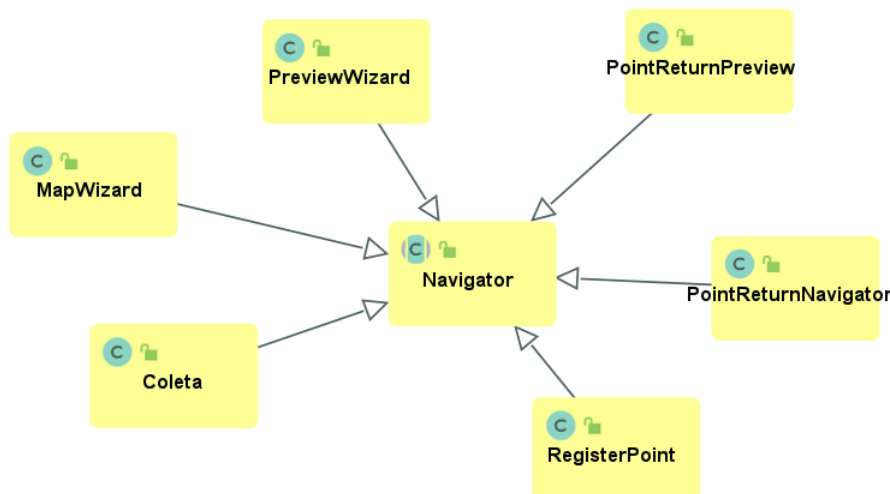 C
PreviewWizard
C
PointReturnPreview
C
MapWizard
C
Navigator
C
PointReturnNavigator
C
Coleta
C
RegisterPoint